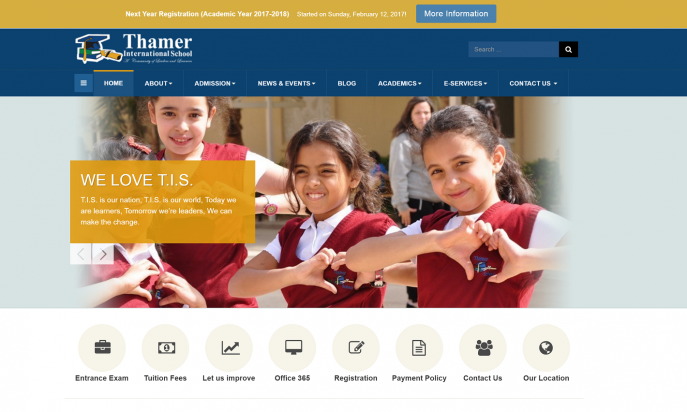 Next Year Registration (Academic Year 2017-2018) Started on Sunday, February 12, 2017! More Information
Thamer
International School
A Community of Leaders and Learners
Search ...
HOME ABOUT ADMISSION NEWS & EVENTS BLOG ACADEMICS E-SERVICES CONTACT US
WE LOVE T.I.S.
T.I.S. is our nation, T.I.S. is our world, Today we
are learners, Tomorrow we're leaders, We can
make the change.
Entrance Exam Tuition Fees Let us improve Office 365 Registration Payment Policy Contact Us Our Location